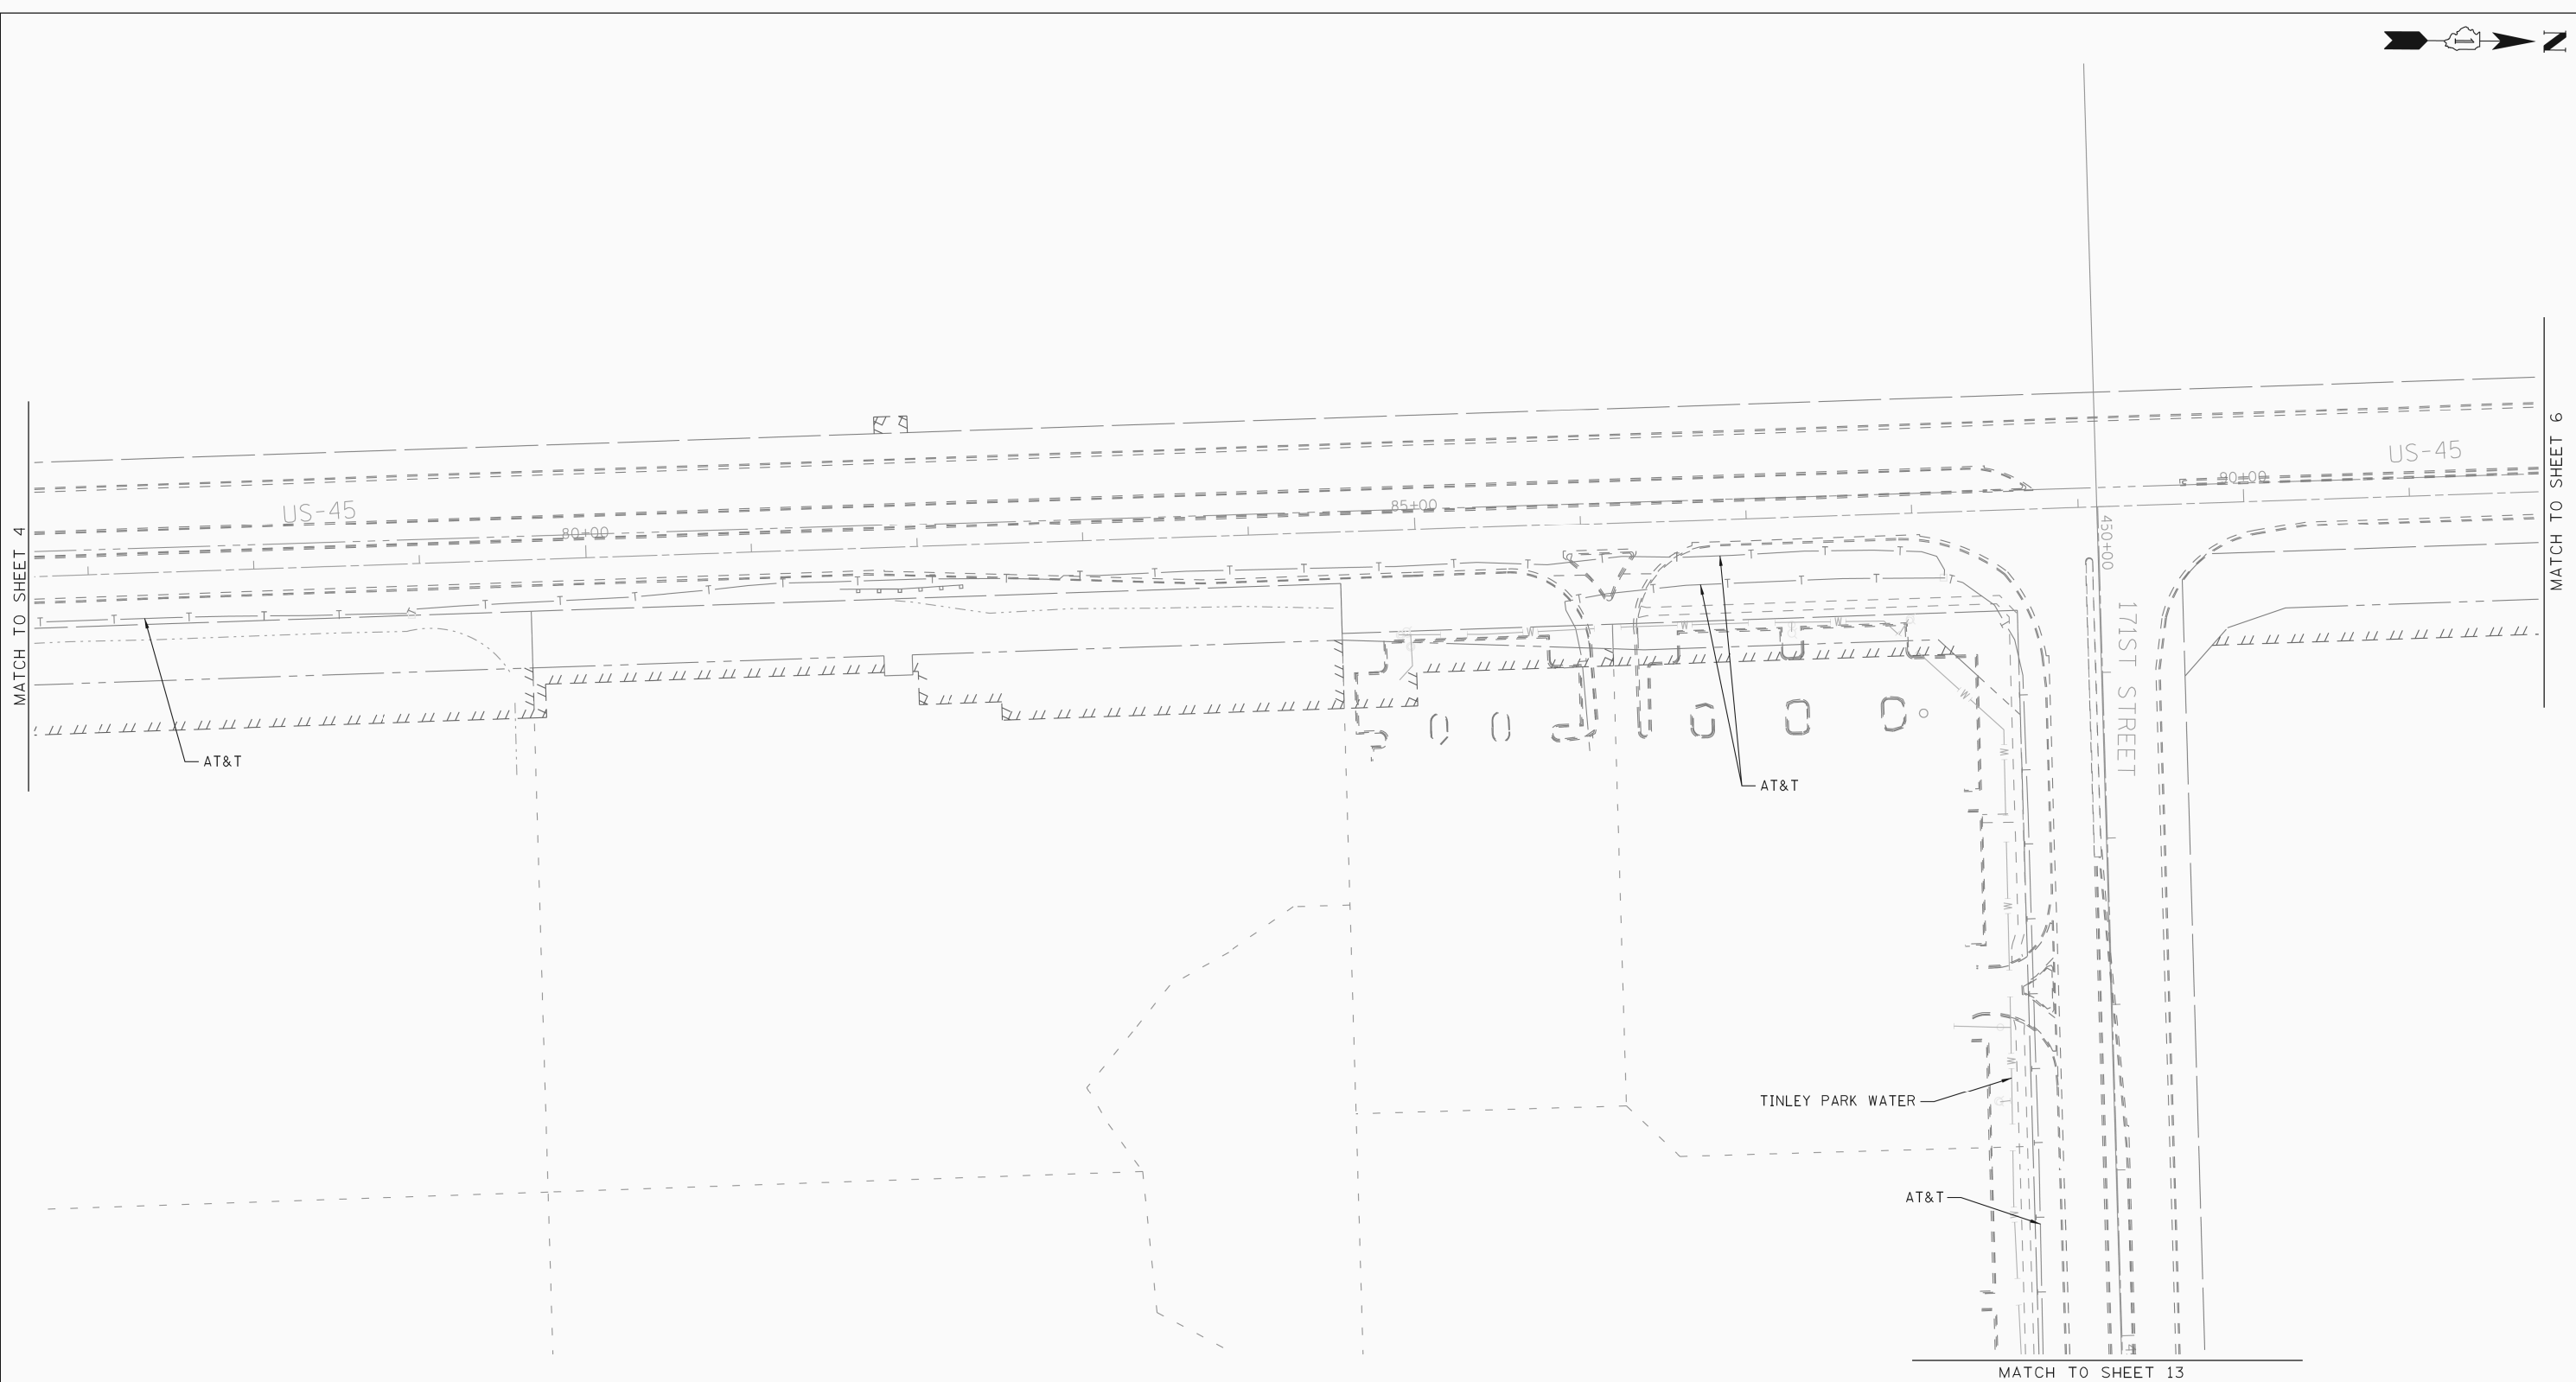 N
MATCH TO SHEET 4
MATCH TO SHEET 6
US-45
US-45
80+00
85+00
90+00
450+00
171ST STREET
T T T T T T T T T T T T T T T T T T T T T
W W W W W W W
AT&T
AT&T
TINLEY PARK WATER
AT&T
MATCH TO SHEET 13